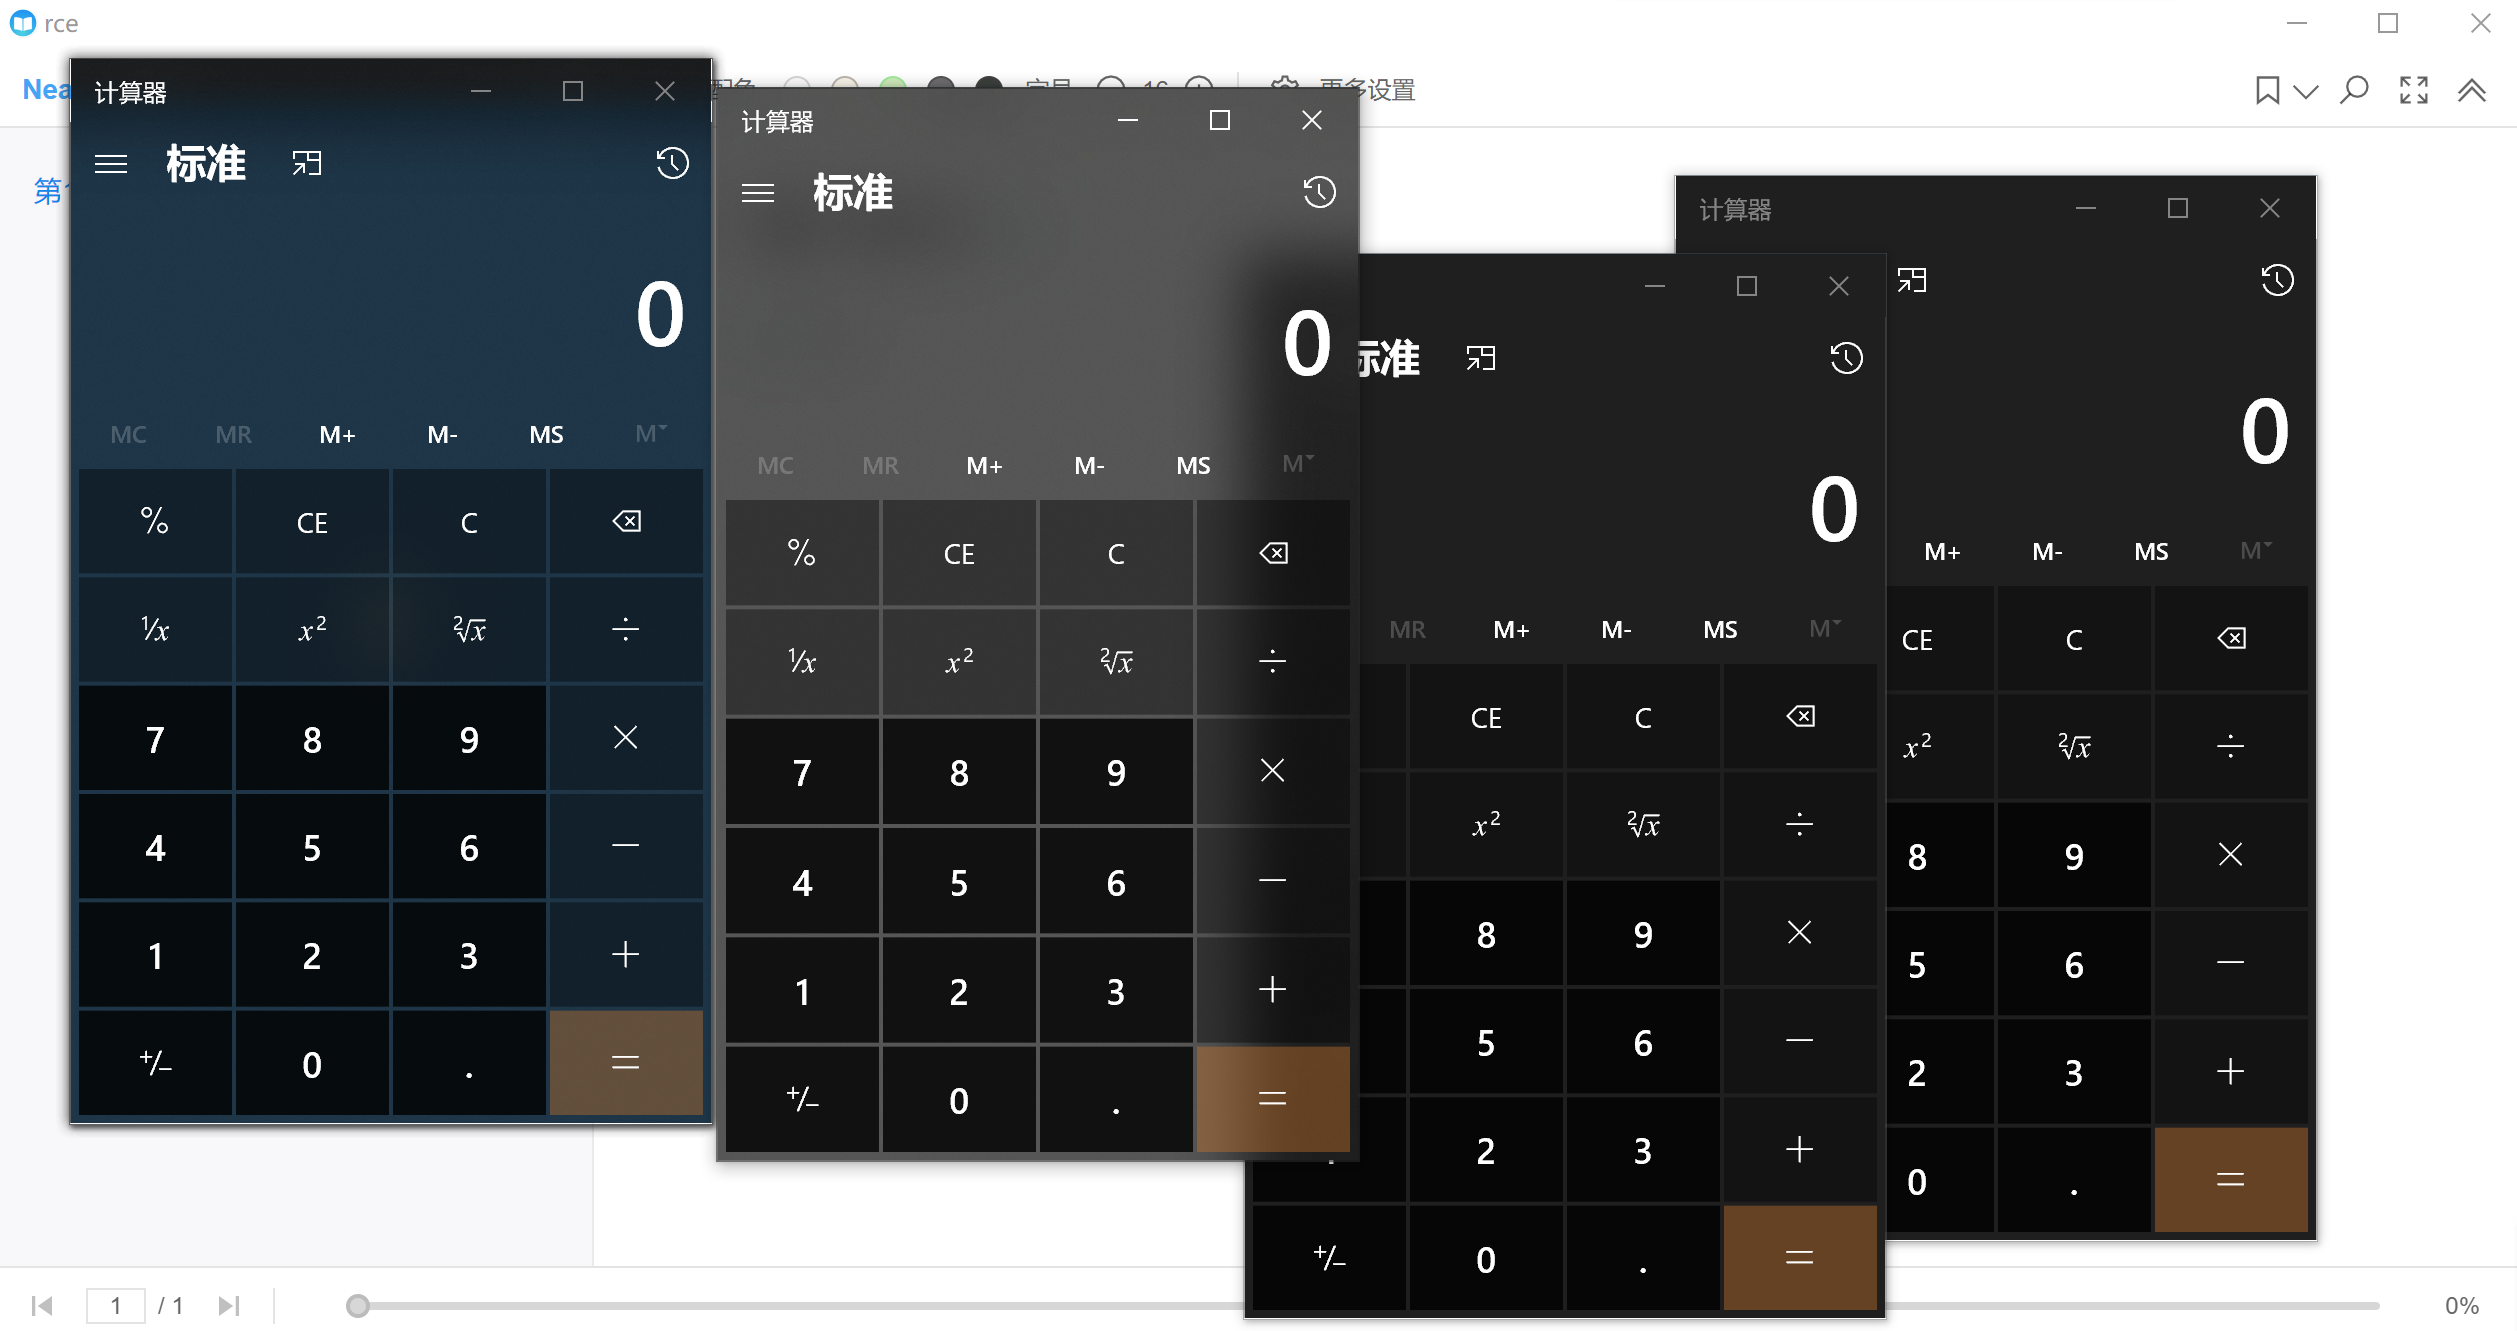 rce
Nea
16
更多设置
第
计算器
标准
0
MC MR M+ M- MS M
% CE C
1/x x² ²√x ÷
7 8 9 ×
4 5 6 −
1 2 3 +
+/− 0 . =
计算器
标准
0
MC MR M+ M- MS M
% CE C
1/x x² ²√x ÷
7 8 9 ×
4 5 6 −
1 2 3 +
+/− 0 . =
标准
0
MR M+ M- MS M
CE C
x² ²√x ÷
8 9 ×
5 6 −
2 3 +
+/− 0 . =
计算器
0
M+ M- MS M
CE C
x² ²√x ÷
8 9 ×
5 6 −
2 3 +
0 . =
1 / 1
0%